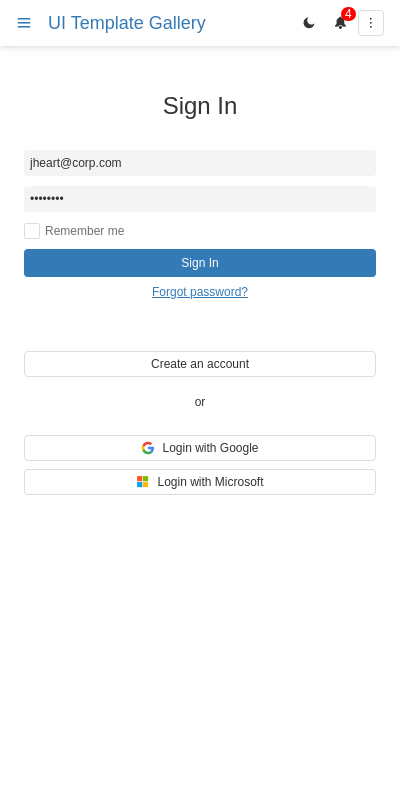 UI Template Gallery
4
Sign In
jheart@corp.com
••••••••
Remember me
Sign In
Forgot password?
Create an account
or
Login with Google
Login with Microsoft